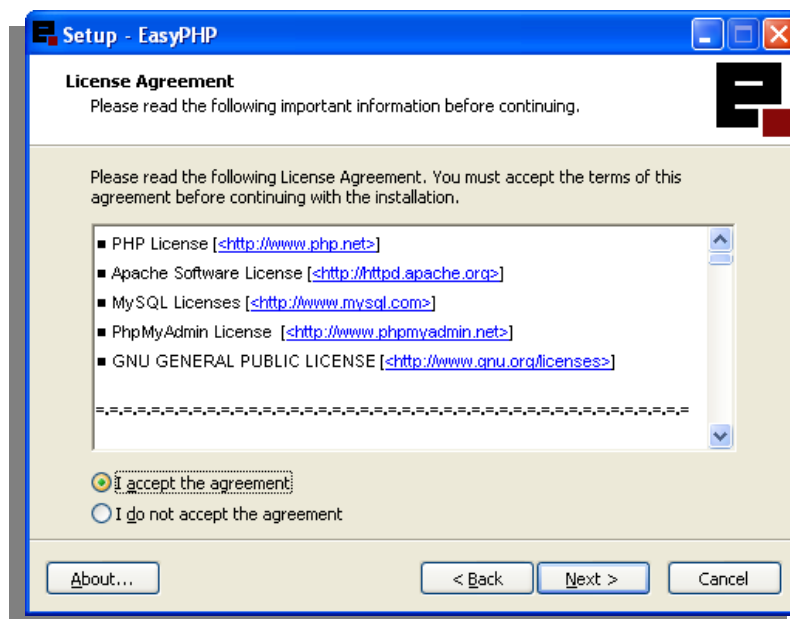 Setup - EasyPHP
License Agreement
Please read the following important information before continuing.
Please read the following License Agreement. You must accept the terms of this
agreement before continuing with the installation.
▪ PHP License [<http://www.php.net>]
▪ Apache Software License [<http://httpd.apache.org>]
▪ MySQL Licenses [<http://www.mysql.com>]
▪ PhpMyAdmin License [<http://www.phpmyadmin.net>]
▪ GNU GENERAL PUBLIC LICENSE [<http://www.gnu.org/licenses>]
=.=.=.=.=.=.=.=.=.=.=.=.=.=.=.=.=.=.=.=.=.=.=.=.=.=.=.=.=.=.=.=.=.=.=.=.=.=.=.=.=.=.=
I accept the agreement
I do not accept the agreement
About...
< Back
Next >
Cancel